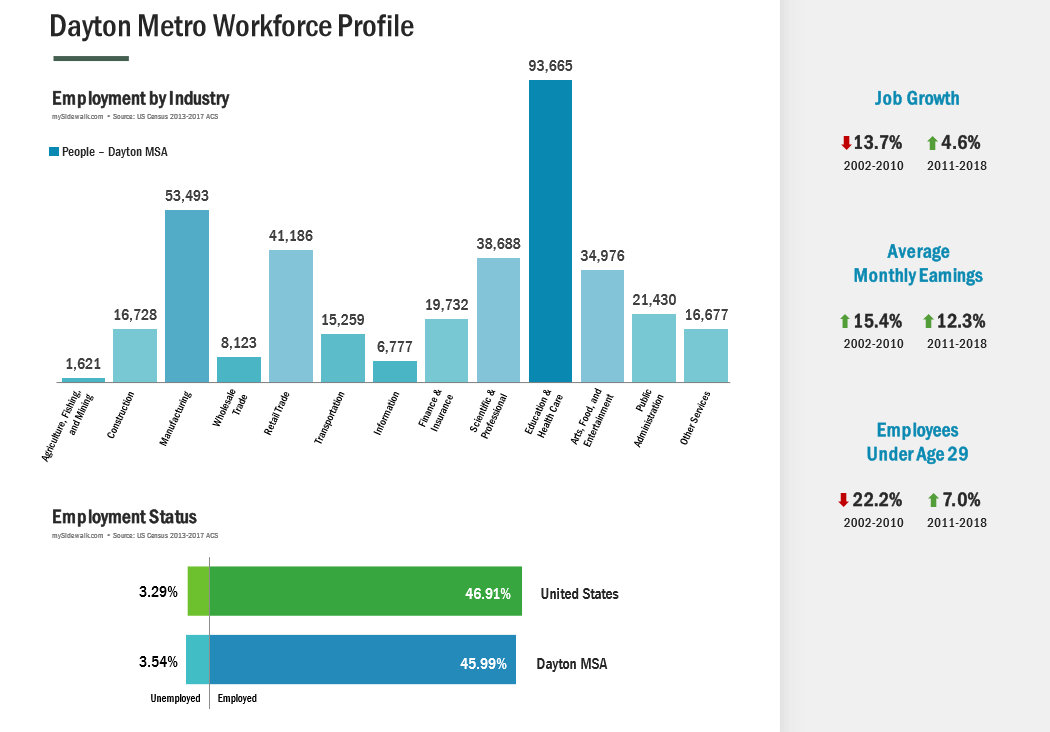 Dayton Metro Workforce Profile
Employment by Industry
mySidewalk.com • Source: US Census 2013-2017 ACS
People – Dayton MSA
1,621
16,728
53,493
8,123
41,186
15,259
6,777
19,732
38,688
93,665
34,976
21,430
16,677
Agriculture, Fishing,
and Mining
Construction
Manufacturing
Wholesale
Trade
Retail Trade
Transportation
Information
Finance &
Insurance
Scientific &
Professional
Education &
Health Care
Arts, Food, and
Entertainment
Public
Administration
Other Services
Employment Status
mySidewalk.com • Source: US Census 2013-2017 ACS
3.29% 46.91% United States
3.54% 45.99% Dayton MSA
Unemployed Employed
Job Growth
13.7% 4.6%
2002-2010 2011-2018
Average
Monthly Earnings
15.4% 12.3%
2002-2010 2011-2018
Employees
Under Age 29
22.2% 7.0%
2002-2010 2011-2018